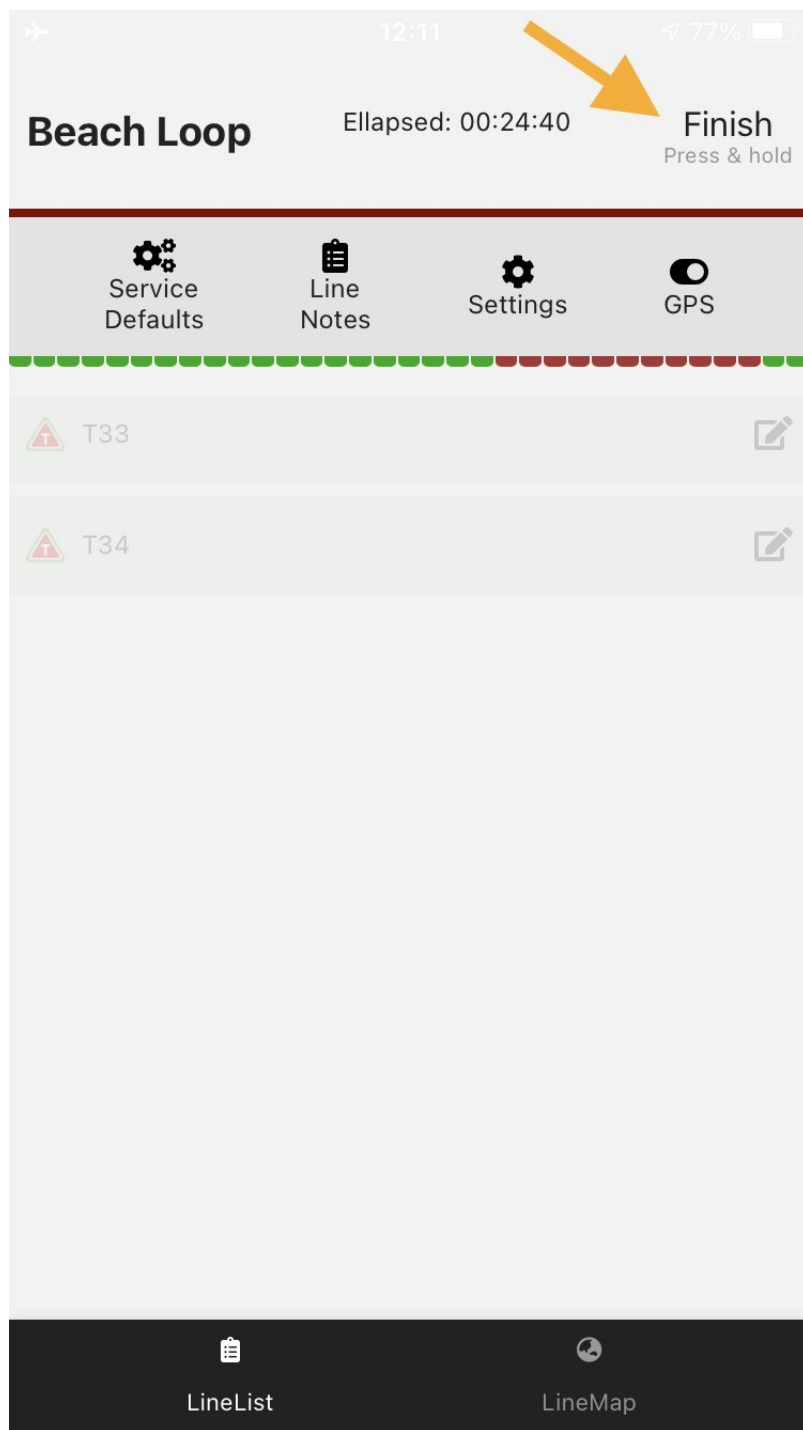 12:11
77%
Beach Loop
Ellapsed: 00:24:40
Finish
Press & hold
Service
Defaults
Line
Notes
Settings
GPS
T T33
T T34
LineList
LineMap